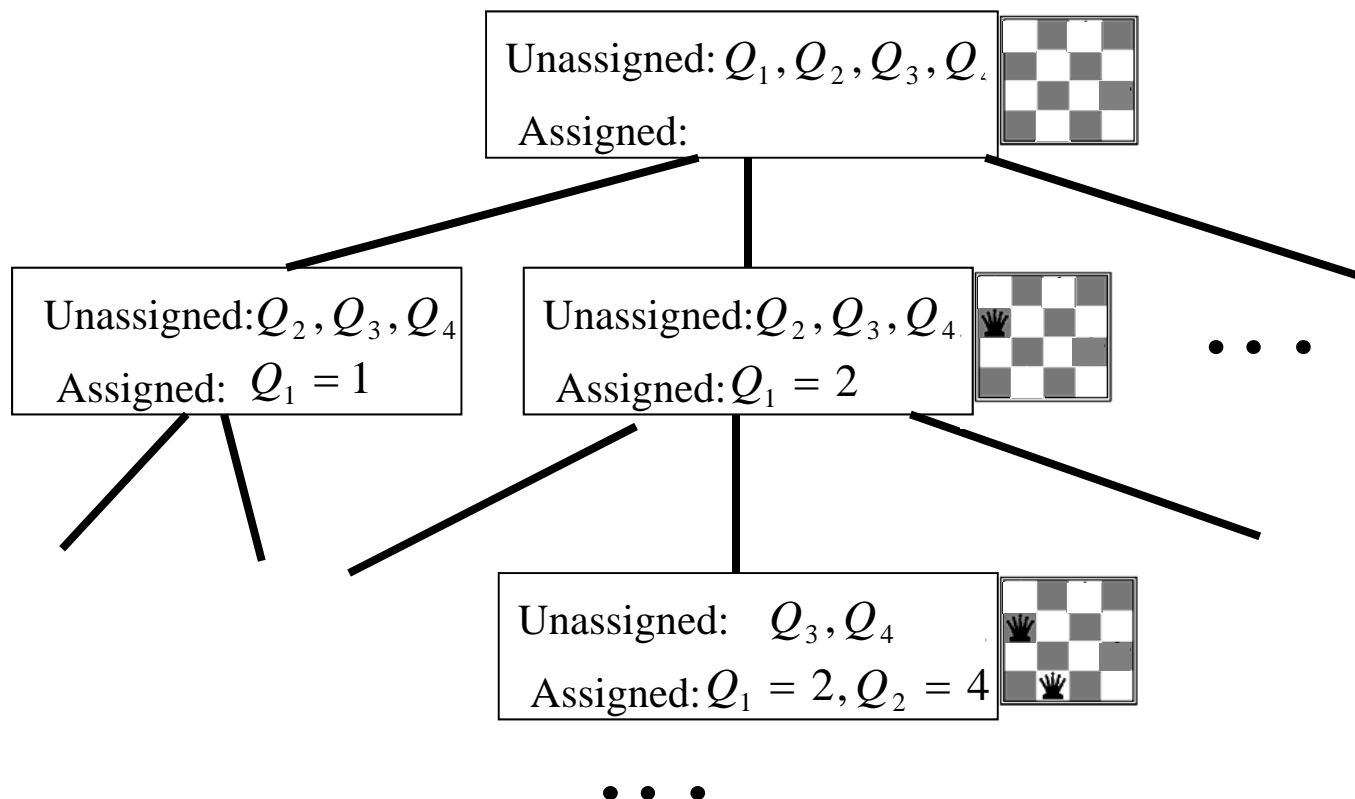 Unassigned: Q₁, Q₂, Q₃, Q
Assigned:
Unassigned: Q₂, Q₃, Q₄
Assigned: Q₁ = 1
Unassigned: Q₂, Q₃, Q₄
Assigned: Q₁ = 2
• • •
Unassigned: Q₃, Q₄
Assigned: Q₁ = 2, Q₂ = 4
• • •